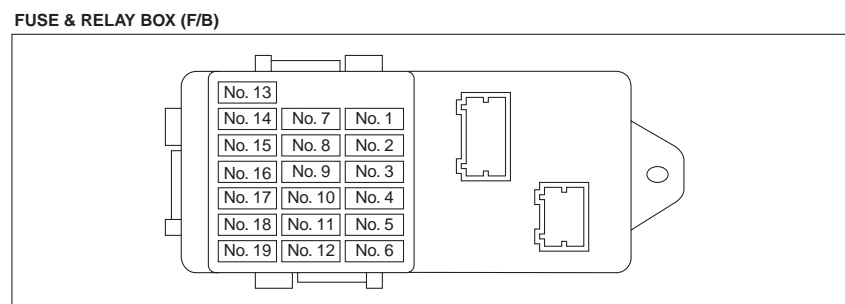 FUSE & RELAY BOX (F/B)
No. 13
No. 14 No. 7 No. 1
No. 15 No. 8 No. 2
No. 16 No. 9 No. 3
No. 17 No. 10 No. 4
No. 18 No. 11 No. 5
No. 19 No. 12 No. 6